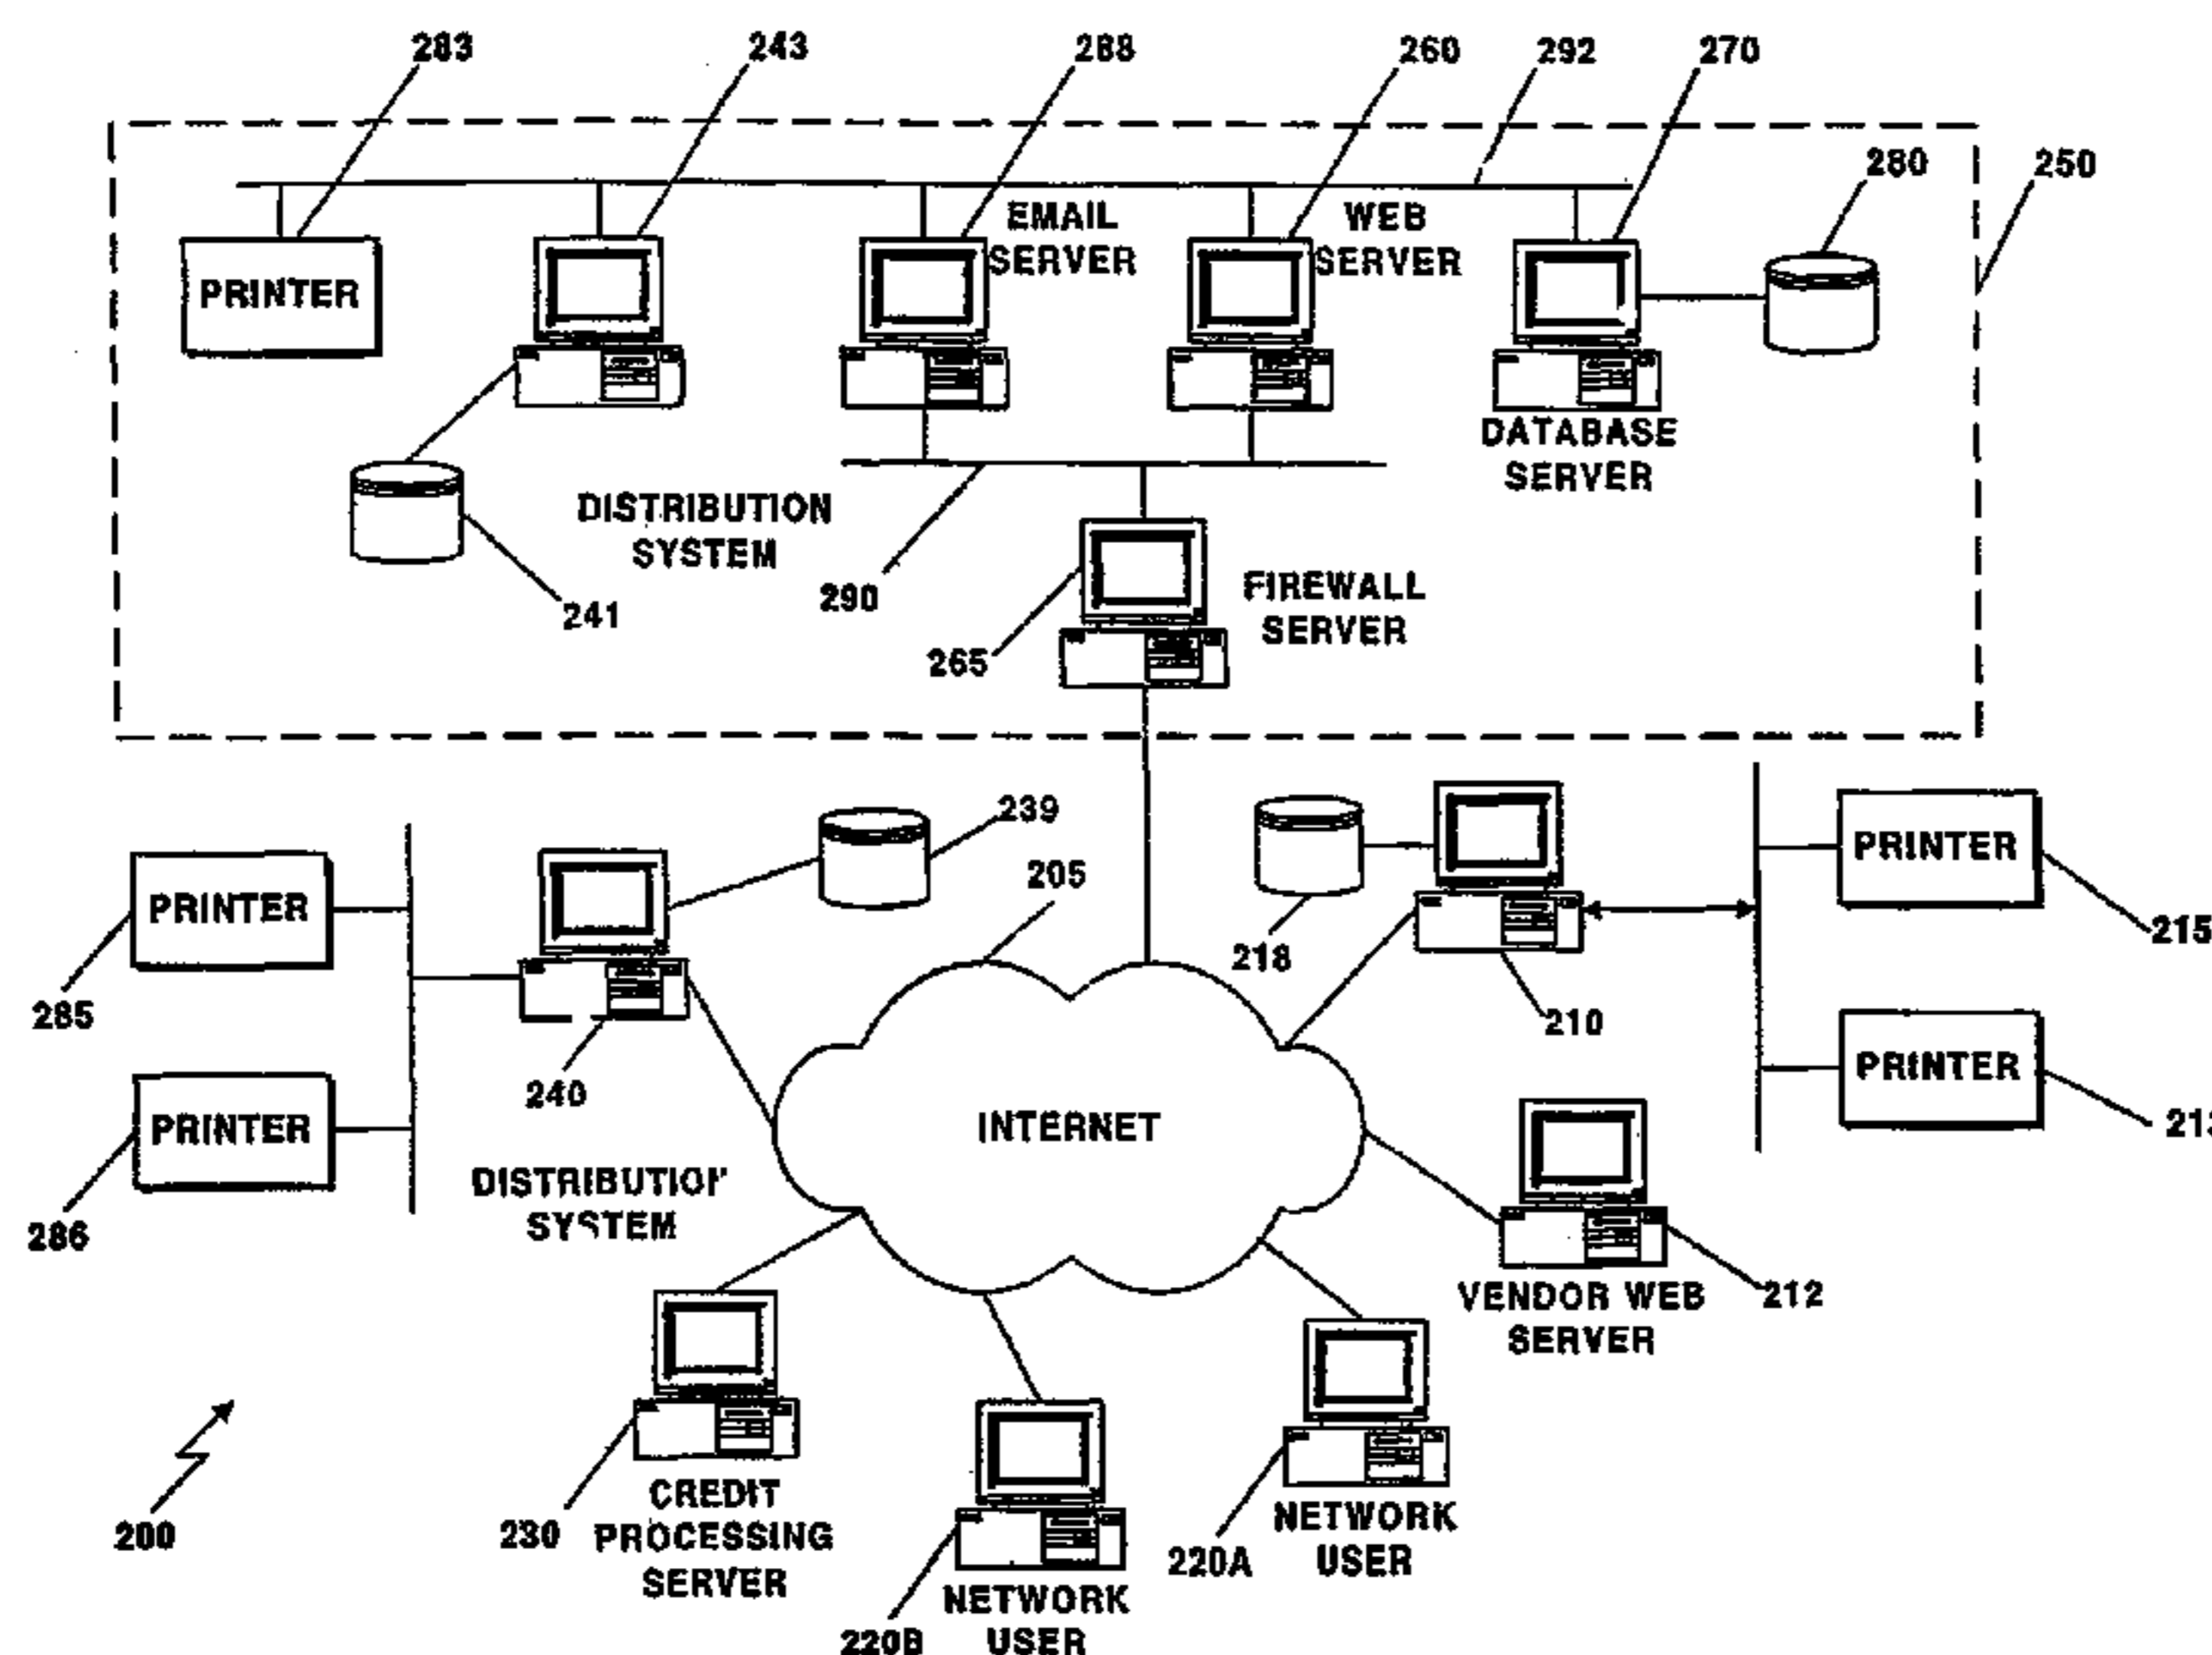 283
243
288
260
292
270
280
250
EMAIL
SERVER
WEB
SERVER
PRINTER
DATABASE
SERVER
DISTRIBUTION
SYSTEM
241
290
265
FIREWALL
SERVER
239
205
218
210
PRINTER
215
PRINTER
285
240
PRINTER
286
DISTRIBUTION
SYSTEM
INTERNET
PRINTER
VENDOR WEB
SERVER
212
200
230
CREDIT
PROCESSING
SERVER
220B
NETWORK
USER
220A
NETWORK
USER